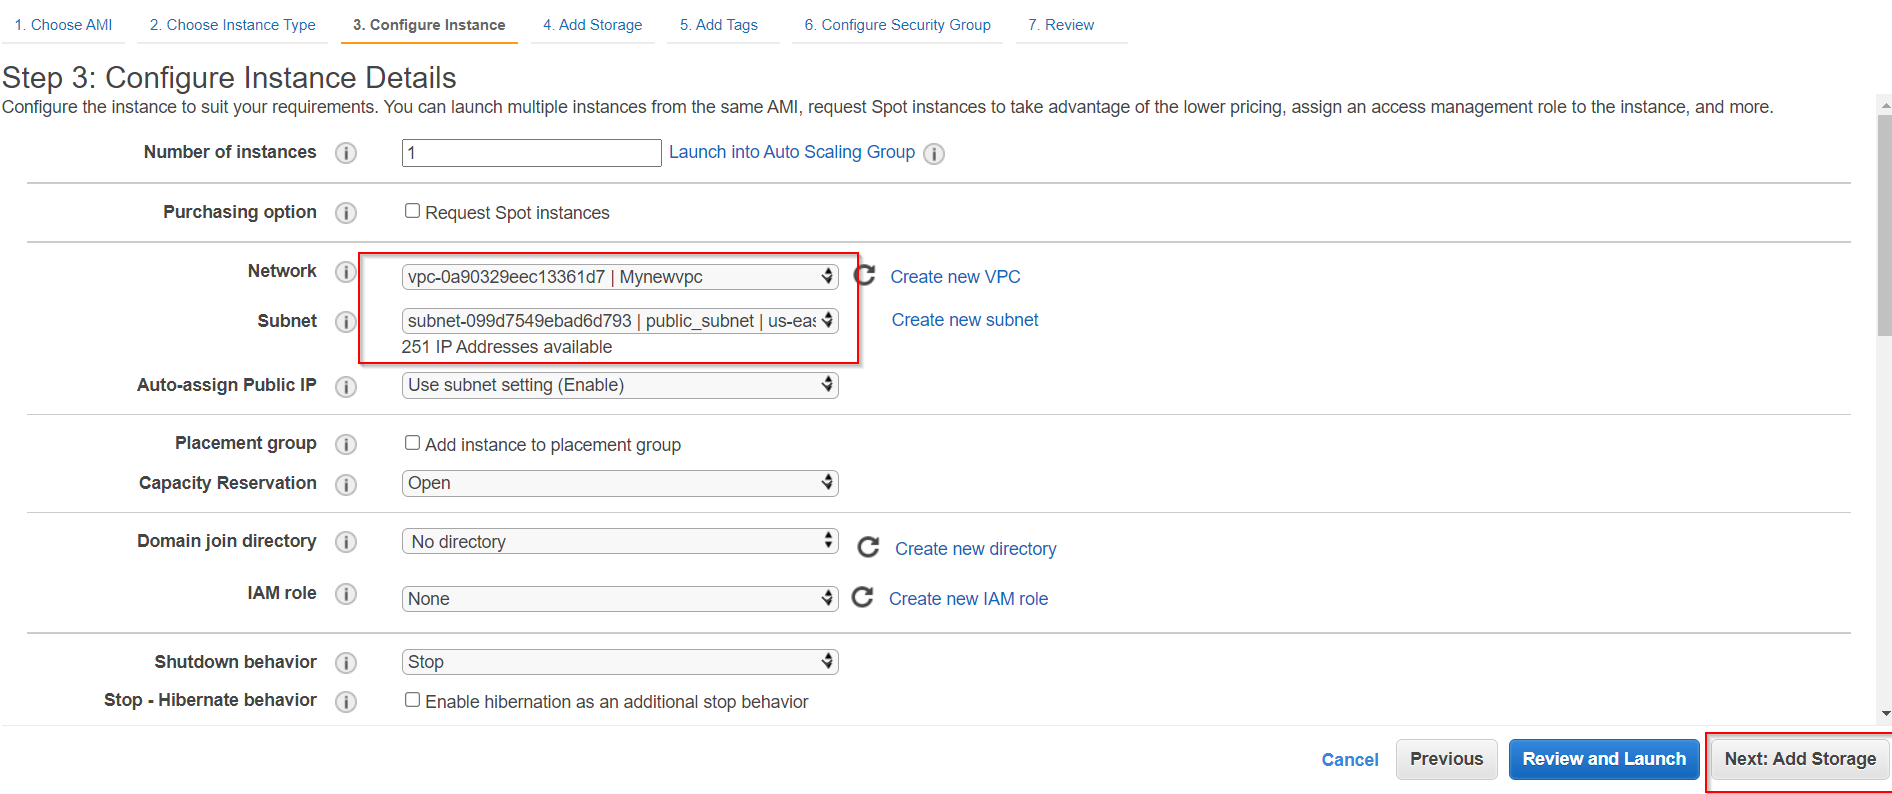 1. Choose AMI 2. Choose Instance Type 3. Configure Instance 4. Add Storage 5. Add Tags 6. Configure Security Group 7. Review
Step 3: Configure Instance Details
Configure the instance to suit your requirements. You can launch multiple instances from the same AMI, request Spot instances to take advantage of the lower pricing, assign an access management role to the instance, and more.
Number of instances i 1 Launch into Auto Scaling Group i
Purchasing option i Request Spot instances
Network i vpc-0a90329eec13361d7 | Mynewvpc Create new VPC
Subnet i subnet-099d7549ebad6d793 | public_subnet | us-eas Create new subnet
251 IP Addresses available
Auto-assign Public IP i Use subnet setting (Enable)
Placement group i Add instance to placement group
Capacity Reservation i Open
Domain join directory i No directory Create new directory
IAM role i None Create new IAM role
Shutdown behavior i Stop
Stop - Hibernate behavior i Enable hibernation as an additional stop behavior
Cancel Previous Review and Launch Next: Add Storage